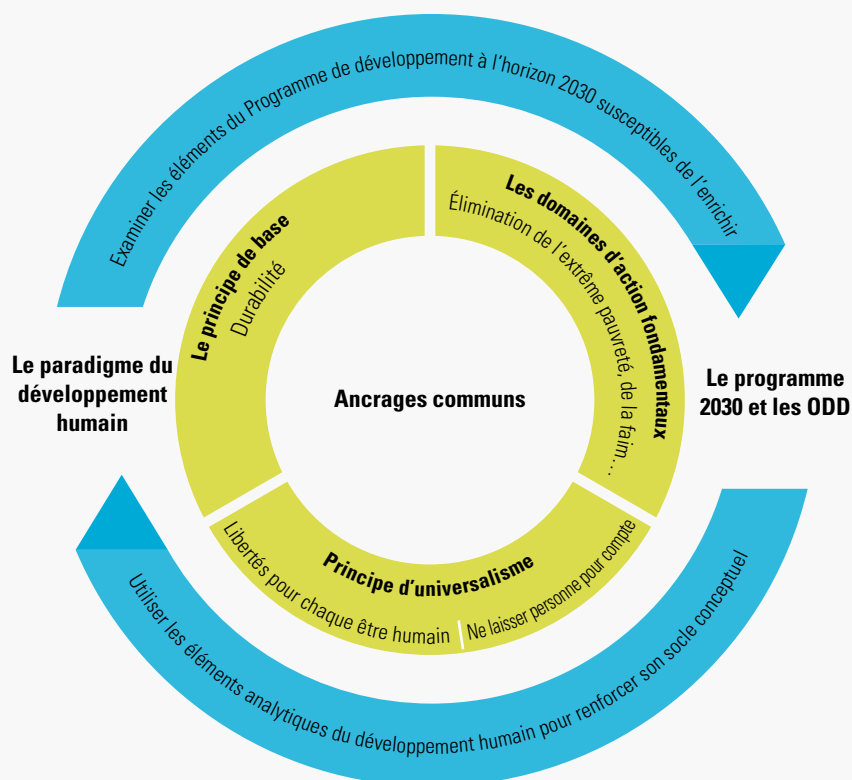 Examiner les éléments du Programme de développement à l'horizon 2030 susceptibles de l'enrichir
Le principe de base
Durabilité
Les domaines d'action fondamentaux
Élimination de l'extrême pauvreté, de la faim…
Le paradigme du
développement
humain
Ancrages communs
Le programme
2030 et les ODD
Principe d'universalisme
Libertés pour chaque être humain
Ne laisser personne pour compte
Utiliser les éléments analytiques du développement humain pour renforcer son socle conceptuel